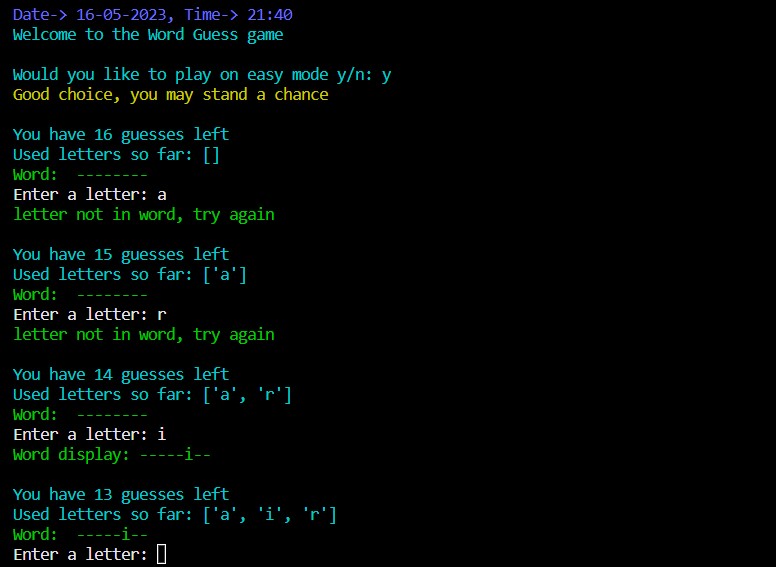 Date-> 16-05-2023, Time-> 21:40
Welcome to the Word Guess game
Would you like to play on easy mode y/n: y
Good choice, you may stand a chance
You have 16 guesses left
Used letters so far: []
Word:  --------
Enter a letter: a
letter not in word, try again
You have 15 guesses left
Used letters so far: ['a']
Word:  --------
Enter a letter: r
letter not in word, try again
You have 14 guesses left
Used letters so far: ['a', 'r']
Word:  --------
Enter a letter: i
Word display: -----i--
You have 13 guesses left
Used letters so far: ['a', 'i', 'r']
Word:  -----i--
Enter a letter: